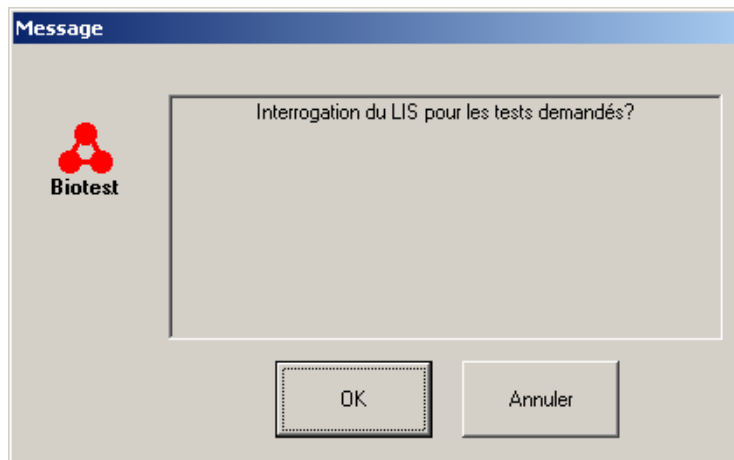 Message
Interrogation du LIS pour les tests demandés?
Biotest
OK
Annuler